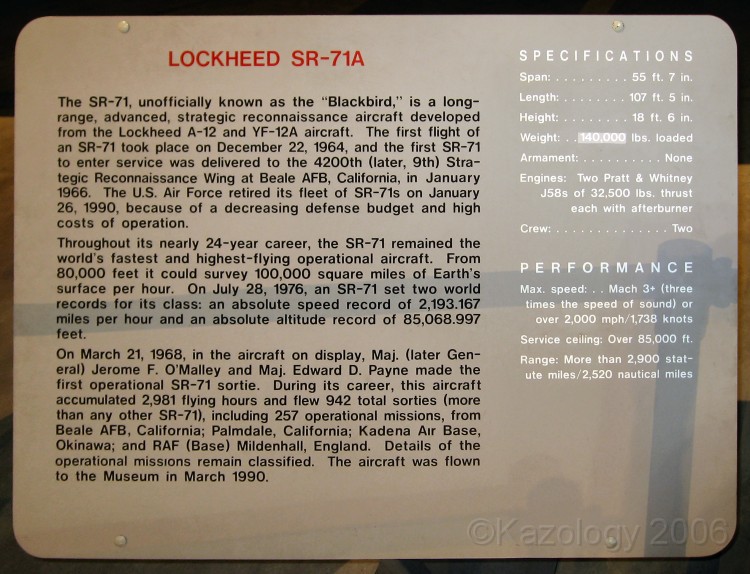 LOCKHEED SR-71A
The SR-71, unofficially known as the "Blackbird," is a long-
range, advanced, strategic reconnaissance aircraft developed
from the Lockheed A-12 and YF-12A aircraft. The first flight of
an SR-71 took place on December 22, 1964, and the first SR-71
to enter service was delivered to the 4200th (later, 9th) Stra-
tegic Reconnaissance Wing at Beale AFB, California, in January
1966. The U.S. Air Force retired its fleet of SR-71s on January
26, 1990, because of a decreasing defense budget and high
costs of operation.
Throughout its nearly 24-year career, the SR-71 remained the
world's fastest and highest-flying operational aircraft. From
80,000 feet it could survey 100,000 square miles of Earth's
surface per hour. On July 28, 1976, an SR-71 set two world
records for its class: an absolute speed record of 2,193.167
miles per hour and an absolute altitude record of 85,068.997
feet.
On March 21, 1968, in the aircraft on display, Maj. (later Gen-
eral) Jerome F. O'Malley and Maj. Edward D. Payne made the
first operational SR-71 sortie. During its career, this aircraft
accumulated 2,981 flying hours and flew 942 total sorties (more
than any other SR-71), including 257 operational missions, from
Beale AFB, California; Palmdale, California; Kadena Air Base,
Okinawa; and RAF (Base) Mildenhall, England. Details of the
operational missions remain classified. The aircraft was flown
to the Museum in March 1990.
SPECIFICATIONS
Span: . . . . . . . . . 55 ft. 7 in.
Length: . . . . . . . . 107 ft. 5 in.
Height: . . . . . . . . 18 ft. 6 in.
Weight: . . 140,000 lbs. loaded
Armament: . . . . . . . . . . None
Engines: Two Pratt & Whitney
J58s of 32,500 lbs. thrust
each with afterburner
Crew: . . . . . . . . . . . . . . Two
PERFORMANCE
Max. speed: . . Mach 3+ (three
times the speed of sound) or
over 2,000 mph/1,738 knots
Service ceiling: Over 85,000 ft.
Range: More than 2,900 stat-
ute miles/2,520 nautical miles
©Kazology 2006